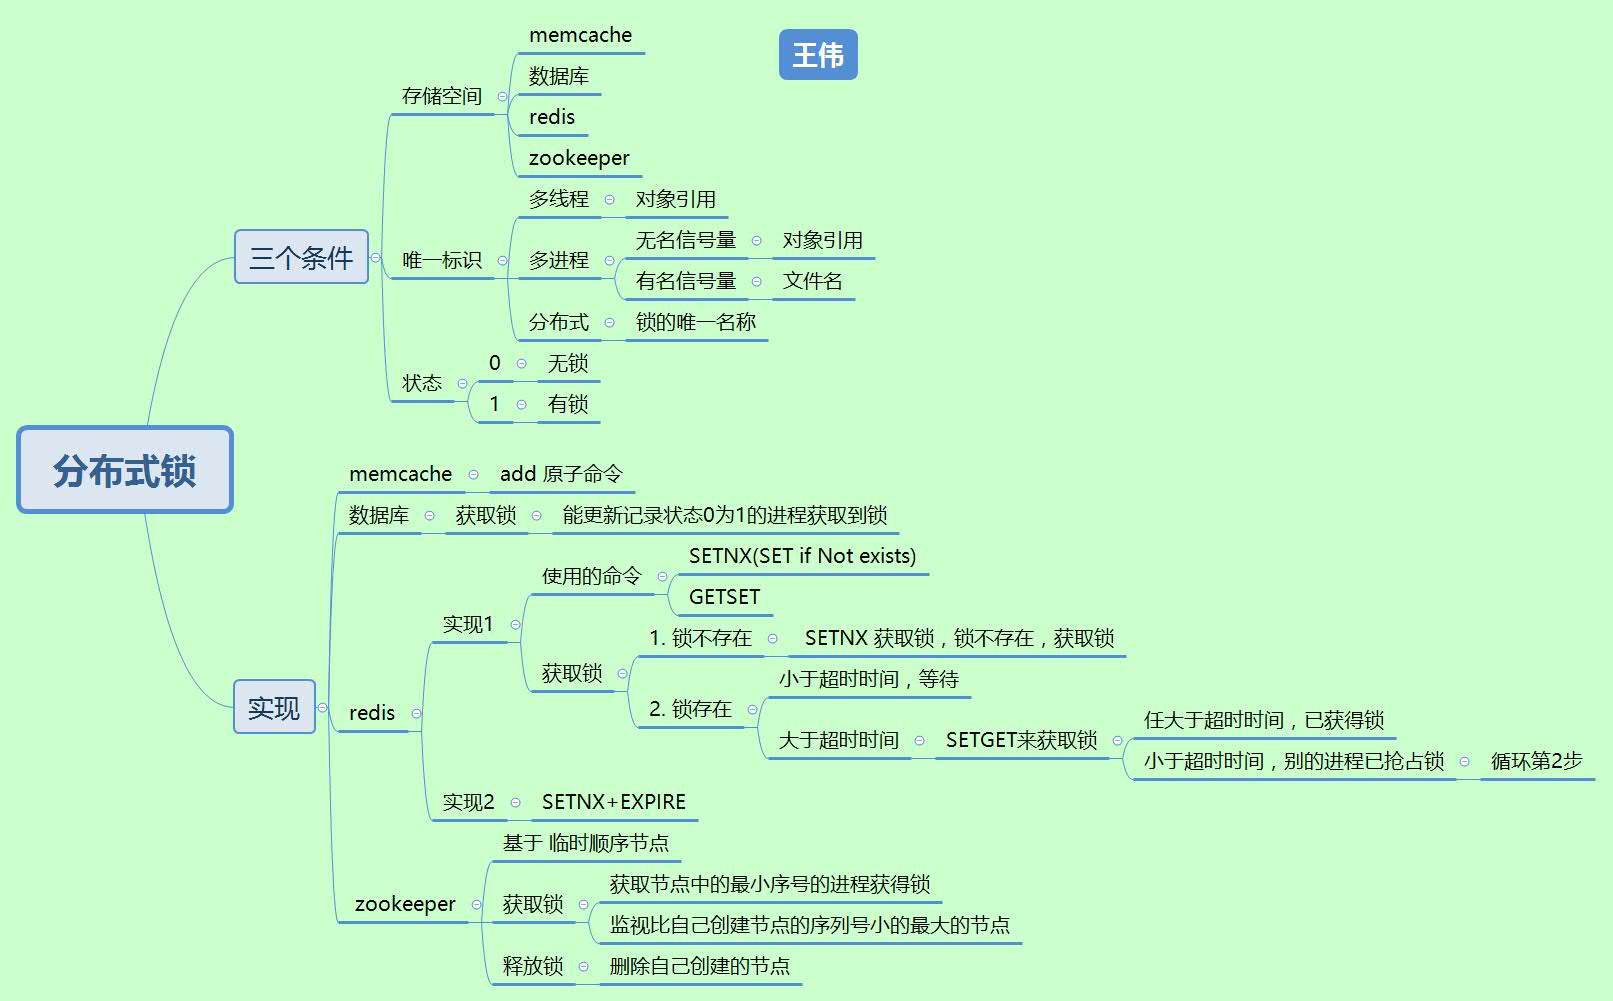 王伟
分布式锁
三个条件
存储空间
memcache
数据库
redis
zookeeper
唯一标识
多线程
对象引用
多进程
无名信号量
对象引用
有名信号量
文件名
分布式
锁的唯一名称
状态
0
无锁
1
有锁
实现
memcache
add 原子命令
数据库
获取锁
能更新记录状态0为1的进程获取到锁
redis
实现1
使用的命令
SETNX(SET if Not exists)
GETSET
获取锁
1. 锁不存在
SETNX 获取锁，锁不存在，获取锁
2. 锁存在
小于超时时间，等待
大于超时时间
SETGET来获取锁
任大于超时时间，已获得锁
小于超时时间，别的进程已抢占锁
循环第2步
实现2
SETNX+EXPIRE
zookeeper
基于 临时顺序节点
获取锁
获取节点中的最小序号的进程获得锁
监视比自己创建节点的序列号小的最大的节点
释放锁
删除自己创建的节点